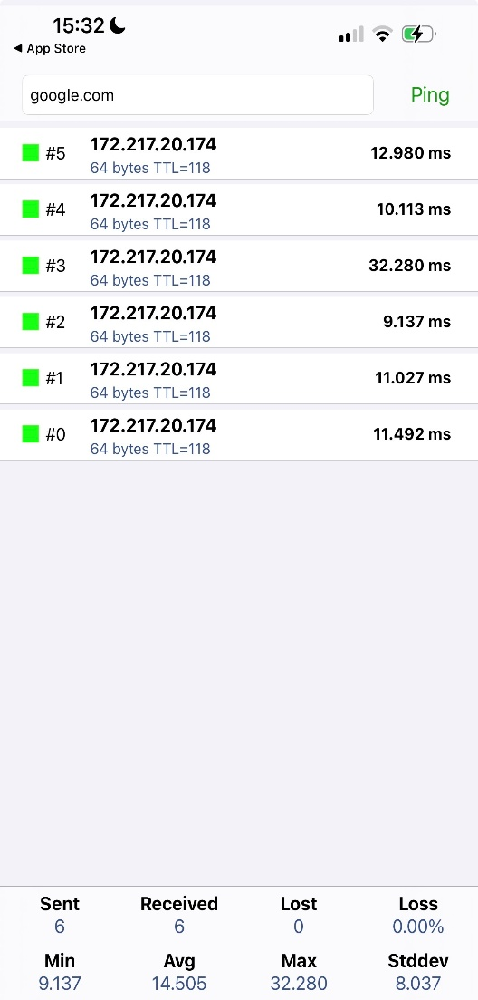 15:32
◀ App Store
google.com Ping
#5 172.217.20.174 12.980 ms
64 bytes TTL=118
#4 172.217.20.174 10.113 ms
64 bytes TTL=118
#3 172.217.20.174 32.280 ms
64 bytes TTL=118
#2 172.217.20.174 9.137 ms
64 bytes TTL=118
#1 172.217.20.174 11.027 ms
64 bytes TTL=118
#0 172.217.20.174 11.492 ms
64 bytes TTL=118
Sent Received Lost Loss
6 6 0 0.00%
Min Avg Max Stddev
9.137 14.505 32.280 8.037